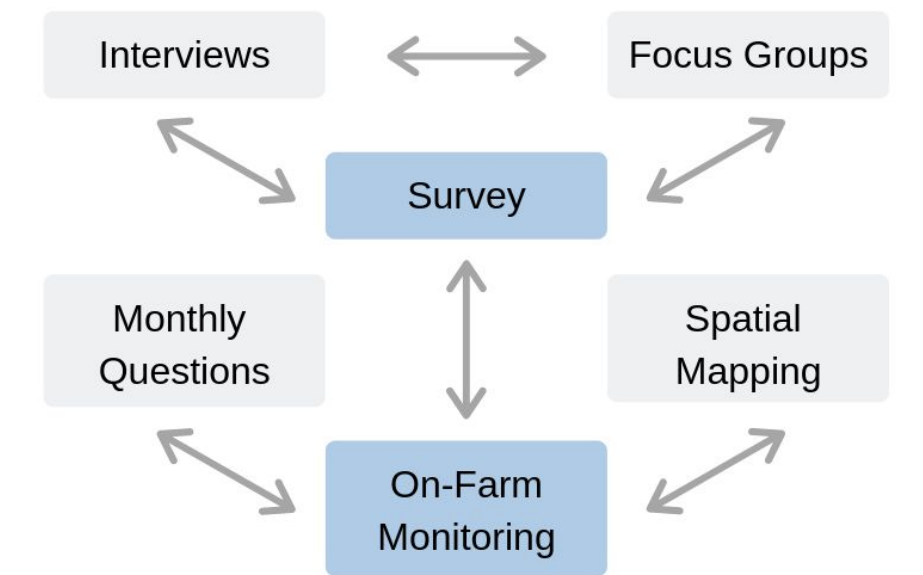 Interviews
Focus Groups
Survey
Monthly
Questions
Spatial
Mapping
On-Farm
Monitoring